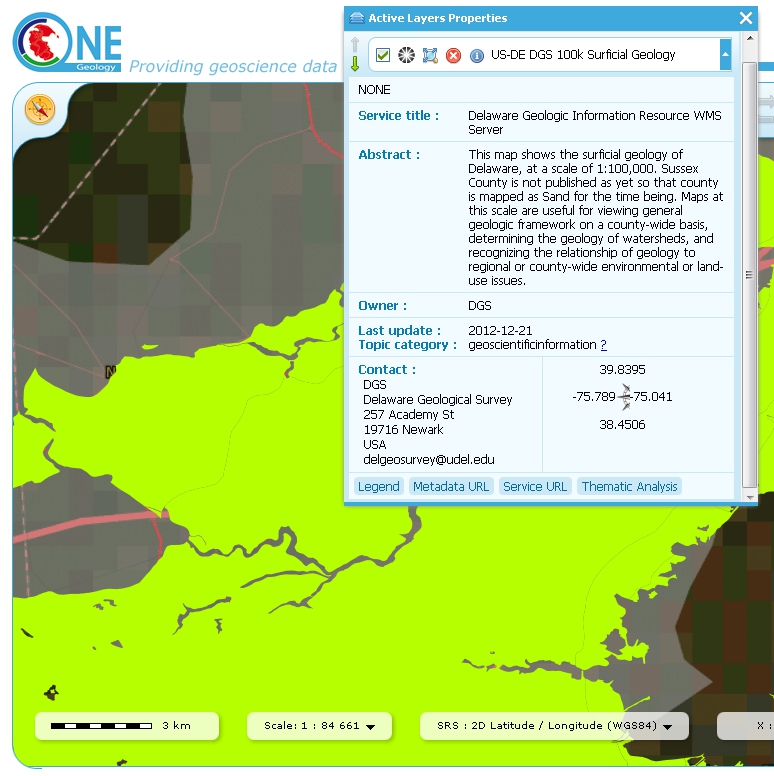 ONE
Geology
Providing geoscience data
Active Layers Properties
US-DE DGS 100k Surficial Geology
NONE
Service title : Delaware Geologic Information Resource WMS
Server
Abstract : This map shows the surficial geology of
Delaware, at a scale of 1:100,000. Sussex
County is not published as yet so that county
is mapped as Sand for the time being. Maps at
this scale are useful for viewing general
geologic framework on a county-wide basis,
determining the geology of watersheds, and
recognizing the relationship of geology to
regional or county-wide environmental or land-
use issues.
Owner : DGS
Last update : 2012-12-21
Topic category : geoscientificinformation ?
Contact :
DGS
Delaware Geological Survey
257 Academy St
19716 Newark
USA
delgeosurvey@udel.edu
39.8395
-75.789 -75.041
38.4506
Legend Metadata URL Service URL Thematic Analysis
N
3 km
Scale: 1 : 84 661
SRS : 2D Latitude / Longitude (WGS84)
X :